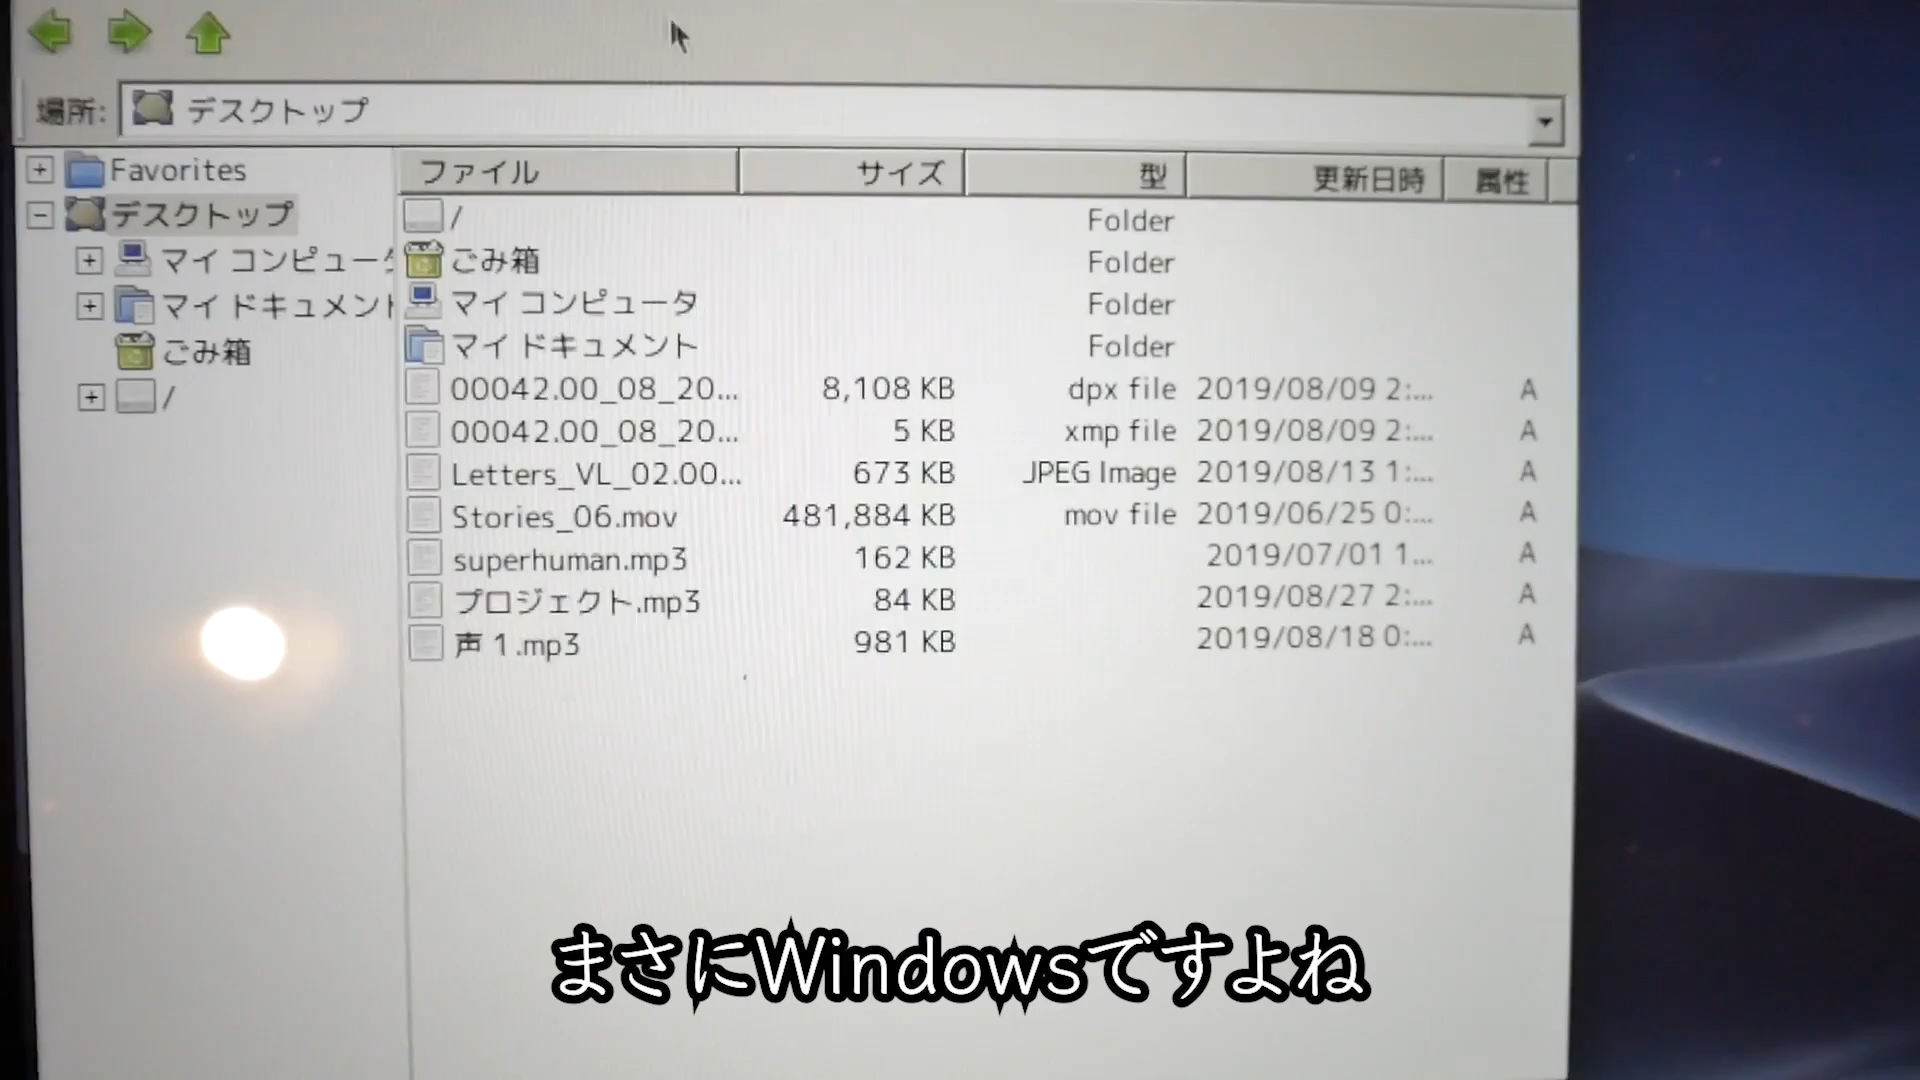 場所: デスクトップ
Favorites
デスクトップ
マイ コンピュータ
マイ ドキュメント
ごみ箱
/
ファイル サイズ 型 更新日時 属性
/ Folder
ごみ箱 Folder
マイ コンピュータ Folder
マイ ドキュメント Folder
00042.00_08_20... 8,108 KB dpx file 2019/08/09 2:... A
00042.00_08_20... 5 KB xmp file 2019/08/09 2:... A
Letters_VL_02.00... 673 KB JPEG Image 2019/08/13 1:... A
Stories_06.mov 481,884 KB mov file 2019/06/25 0:... A
superhuman.mp3 162 KB 2019/07/01 1... A
プロジェクト.mp3 84 KB 2019/08/27 2:... A
声 1.mp3 981 KB 2019/08/18 0:... A
まさにWindowsですよね